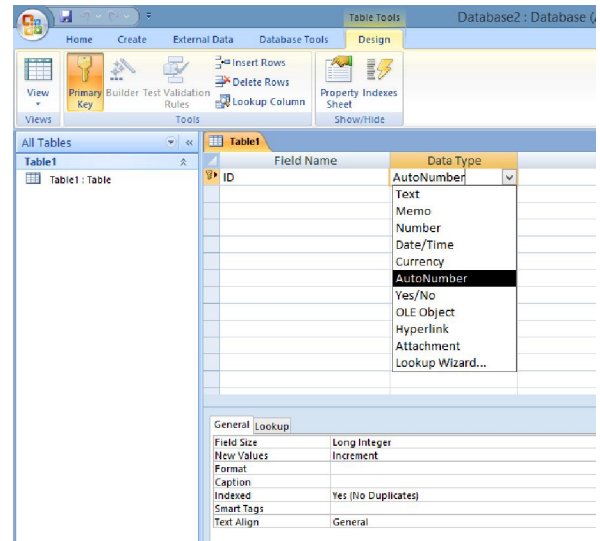 Table Tools Database2 : Database (
Home Create External Data Database Tools Design
View
Primary Key
Builder
Test Validation Rules
Insert Rows
Delete Rows
Lookup Column
Property Sheet
Indexes
Views Tools Show/Hide
All Tables
Table1
Table1 : Table
Table1
Field Name Data Type
ID AutoNumber
Text
Memo
Number
Date/Time
Currency
AutoNumber
Yes/No
OLE Object
Hyperlink
Attachment
Lookup Wizard...
General Lookup
Field Size Long Integer
New Values Increment
Format
Caption
Indexed Yes (No Duplicates)
Smart Tags
Text Align General